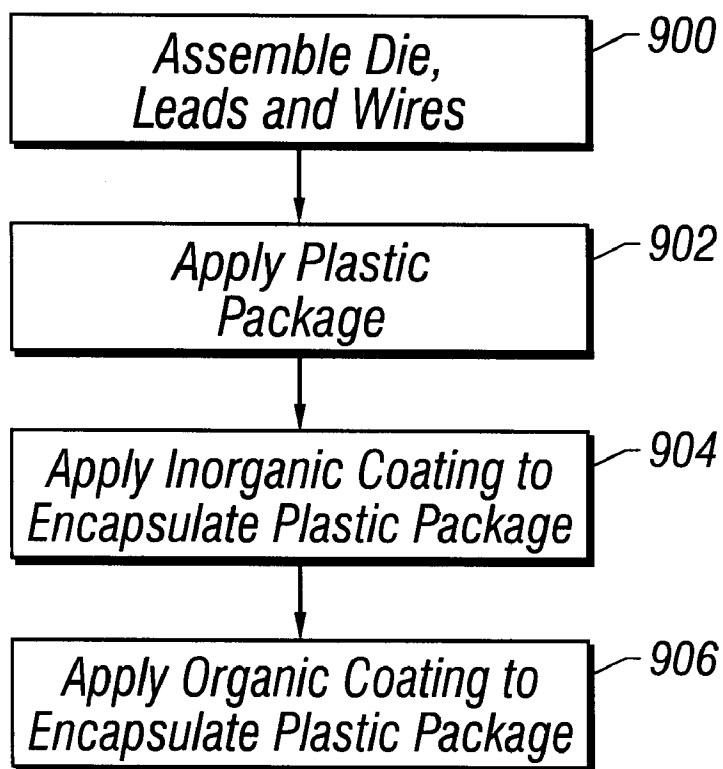 Assemble Die,
Leads and Wires
900
Apply Plastic
Package
902
Apply Inorganic Coating to
Encapsulate Plastic Package
904
Apply Organic Coating to
Encapsulate Plastic Package
906